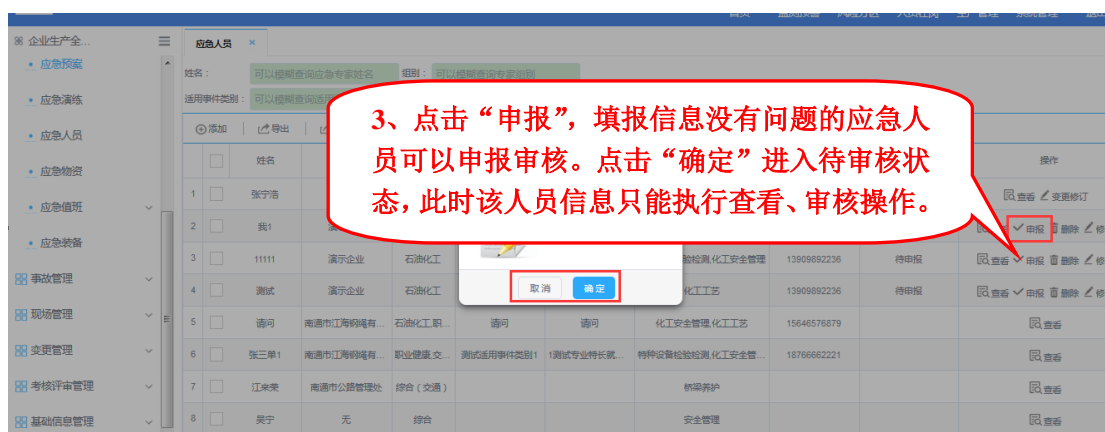 企业生产全...
应急预案
应急演练
应急人员
应急物资
应急值班
应急装备
事故管理
现场管理
变更管理
考核评审管理
基础信息管理
应急人员 ×
姓名： 可以模糊查询应急专家姓名 组别： 可以模糊查询专家组别
适用事件类别：
添加 导出
3、点击“申报”，填报信息没有问题的应急人
员可以申报审核。点击“确定”进入待审核状
态，此时该人员信息只能执行查看、审核操作。
姓名 操作
1 张宁浩 查看 变更修订
2 我1 申报 删除
3 11111 演示企业 石油化工 验检测,化工安全管理 13909892236 待申报 查看 申报 删除
4 测试 演示企业 石油化工 化工工艺 13909892236 待申报 查看 申报 删除
取消 确定
5 请问 南通市江海钢绳有... 石油化工,职... 请问 请问 化工安全管理,化工工艺 15646576879 查看
6 张三单1 南通市江海钢绳有... 职业健康,交... 测试适用事件类别1 1测试专业特长就... 特种设备检验检测,化工安全管... 18766662221 查看
7 江来荣 南通市公路管理处 综合（交通） 桥梁养护 查看
8 吴宁 无 综合 安全管理 查看